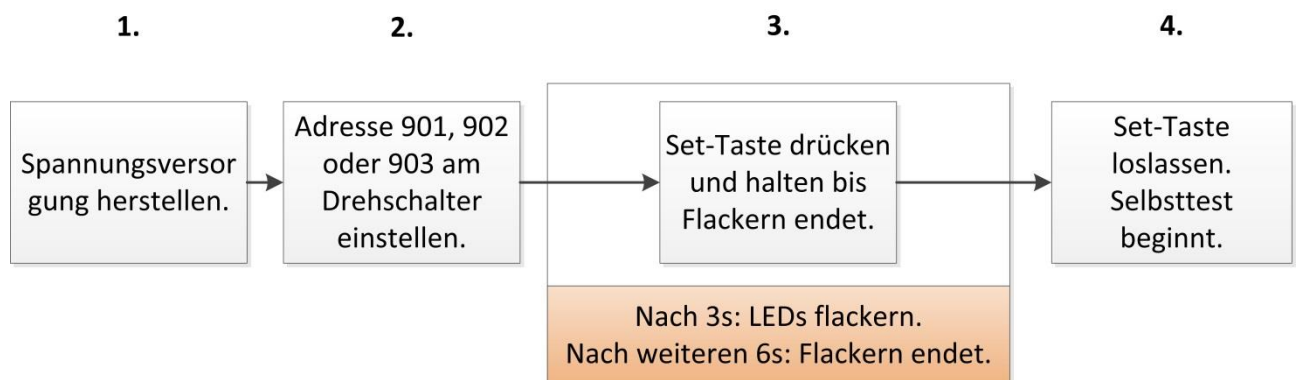 1.
2.
3.
4.
Spannungsversor
gung herstellen.
Adresse 901, 902
oder 903 am
Drehschalter
einstellen.
Set-Taste drücken
und halten bis
Flackern endet.
Nach 3s: LEDs flackern.
Nach weiteren 6s: Flackern endet.
Set-Taste
loslassen.
Selbsttest
beginnt.